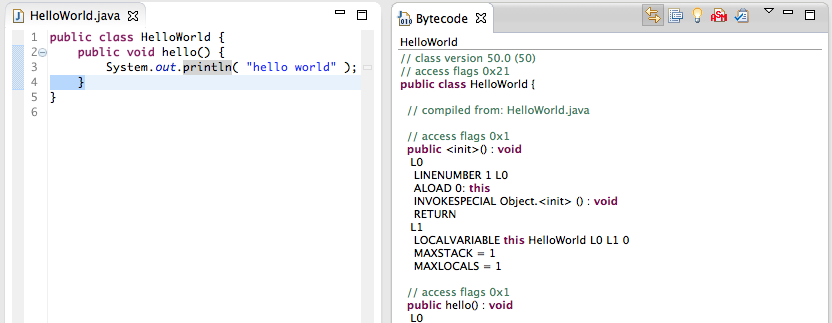 HelloWorld.java
1 public class HelloWorld {
2     public void hello() {
3         System.out.println( "hello world" );
4     }
5 }
6
Bytecode
HelloWorld
// class version 50.0 (50)
// access flags 0x21
public class HelloWorld {
// compiled from: HelloWorld.java
// access flags 0x1
public <init>() : void
L0
LINENUMBER 1 L0
ALOAD 0: this
INVOKESPECIAL Object.<init> () : void
RETURN
L1
LOCALVARIABLE this HelloWorld L0 L1 0
MAXSTACK = 1
MAXLOCALS = 1
// access flags 0x1
public hello() : void
L0